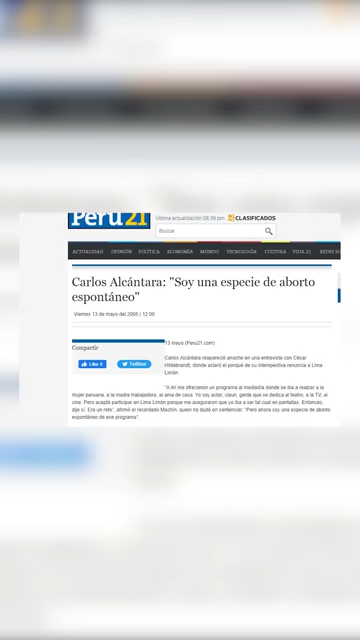 Perú21
Última actualización 08:39 pm 21 CLASIFICADOS
Buscar
ACTUALIDAD OPINIÓN POLÍTICA ECONOMÍA MUNDO TECNOLOGÍA CULTURA VIDA 21 REDES
Carlos Alcántara: "Soy una especie de aborto
espontáneo"
Viernes 13 de mayo del 2005 | 12:00
Compartir
13 mayo (Peru21.com)
Like 0 Twittear
Carlos Alcántara reapareció anoche en una entrevista con César
Hildebrandt, donde aclaró el porqué de su intempestiva renuncia a Lima
Limón.
"A mí me ofrecieron un programa al mediodía donde se iba a realzar a la
mujer peruana, a la madre trabajadora, al ama de casa. Yo soy actor, claun, gente que se dedica al teatro, a la TV, al
cine. Pero acepté participar en Lima Limón porque me aseguraron que yo iba a ser tal cual en pantallas. Entonces,
dije sí. Era un reto", afirmó el recordado Machín, quien no dudó en sentenciar: "Pero ahora soy una especie de aborto
espontáneo de ese programa"